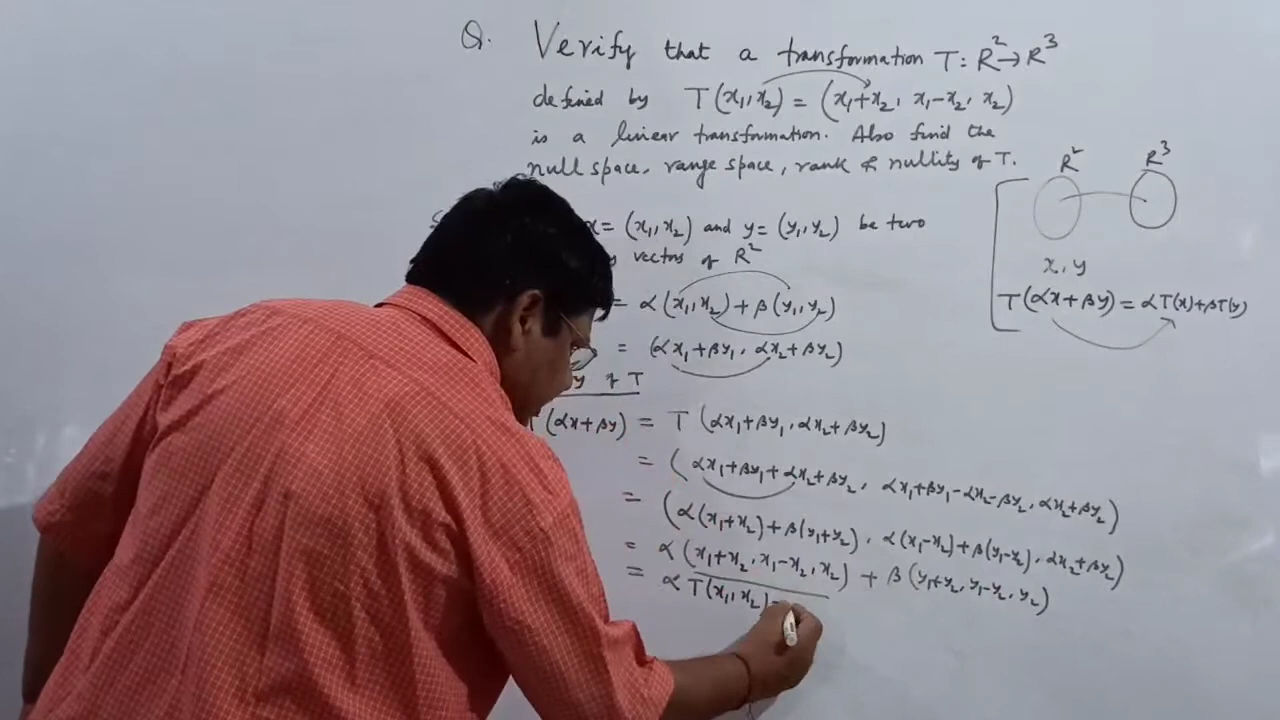 Q. Verify that a transformation T: R² → R³
defined by T(x₁, x₂) = (x₁+x₂, x₁-x₂, x₂)
is a linear transformation. Also find the
null space, range space, rank & nullity of T.
R² R³
x = (x₁, x₂) and y = (y₁, y₂) be two
vectors of R²
x, y
= α(x₁, x₂) + β(y₁, y₂)
T(αx + βy) = αT(x) + βT(y)
= (αx₁ + βy₁, αx₂ + βy₂)
y of T
T(αx + βy) = T(αx₁ + βy₁, αx₂ + βy₂)
= (αx₁ + βy₁ + αx₂ + βy₂, αx₁ + βy₁ - αx₂ - βy₂, αx₂ + βy₂)
= (α(x₁+x₂) + β(y₁+y₂), α(x₁-x₂) + β(y₁-y₂), αx₂ + βy₂)
= α(x₁+x₂, x₁-x₂, x₂) + β(y₁+y₂, y₁-y₂, y₂)
= αT(x₁, x₂)